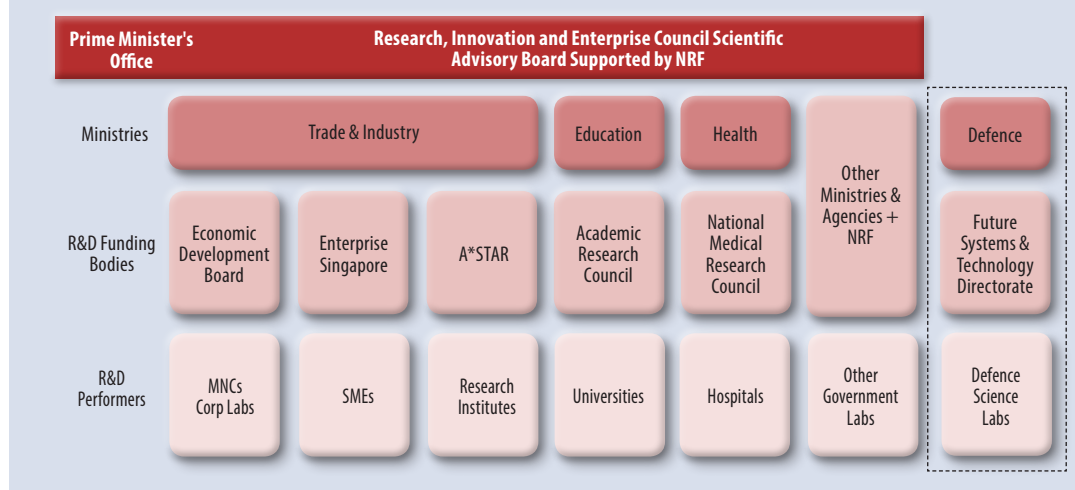 Prime Minister's
Office
Research, Innovation and Enterprise Council Scientific
Advisory Board Supported by NRF
Ministries
Trade & Industry
Education
Health
Other
Ministries &
Agencies +
NRF
Defence
R&D Funding
Bodies
Economic
Development
Board
Enterprise
Singapore
A*STAR
Academic
Research
Council
National
Medical
Research
Council
Future
Systems &
Technology
Directorate
R&D
Performers
MNCs
Corp Labs
SMEs
Research
Institutes
Universities
Hospitals
Other
Government
Labs
Defence
Science
Labs